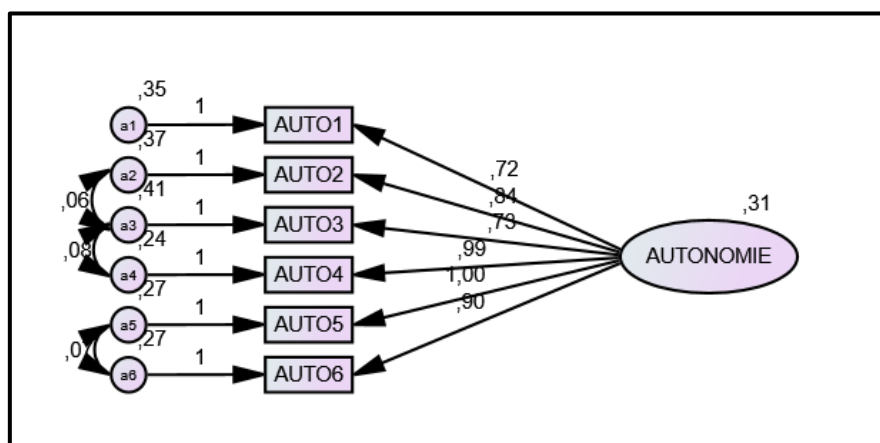 ,35
1
a1
AUTO1
,37
1
a2
AUTO2
,72
,41
,84
,06
1
a3
AUTO3
,73
,31
,24
,99
AUTONOMIE
,08
1
a4
AUTO4
1,00
,27
,90
1
a5
AUTO5
,27
,0
1
a6
AUTO6